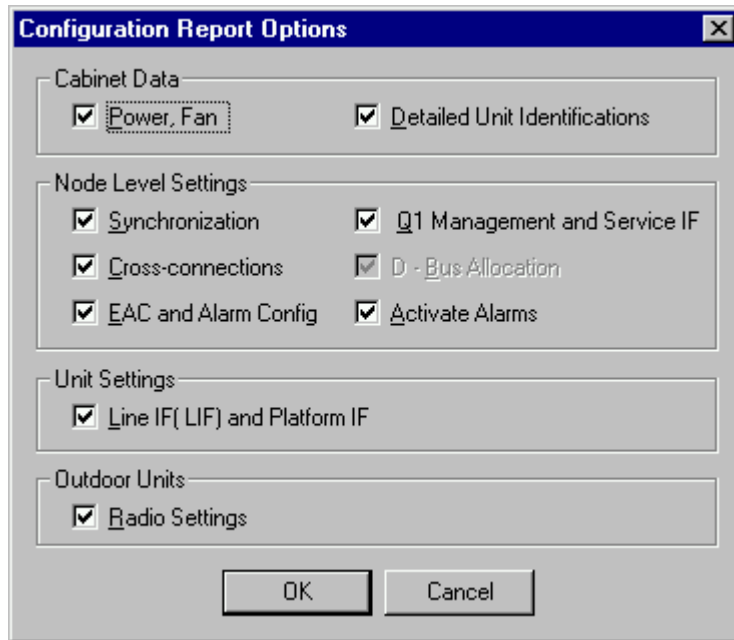 Configuration Report Options
Cabinet Data
Power, Fan
Detailed Unit Identifications
Node Level Settings
Synchronization
Q1 Management and Service IF
Cross-connections
D - Bus Allocation
EAC and Alarm Config
Activate Alarms
Unit Settings
Line IF( LIF) and Platform IF
Outdoor Units
Radio Settings
OK
Cancel